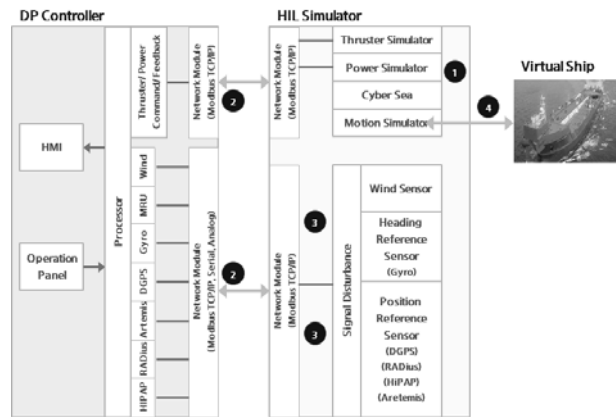 DP Controller
HIL Simulator
Thruster/ Power
Command/ Feedback
Network Module
(Modbus TCP/IP)
2
Network Module
(Modbus TCP/IP)
Thruster Simulator
Power Simulator
Cyber Sea
Motion Simulator
1
4
Virtual Ship
HMI
Operation
Panel
Processor
Wind
MRU
Gyro
DGPS
Artemis
RADius
HIPAP
Network Module
(Modbus TCP/IP, Serial, Analog)
2
Network Module
(Modbus TCP/IP)
3
3
Signal Disturbance
Wind Sensor
Heading
Reference
Sensor
(Gyro)
Position
Reference
Sensor
(DGPS)
(RADius)
(HiPAP)
(Aretemis)